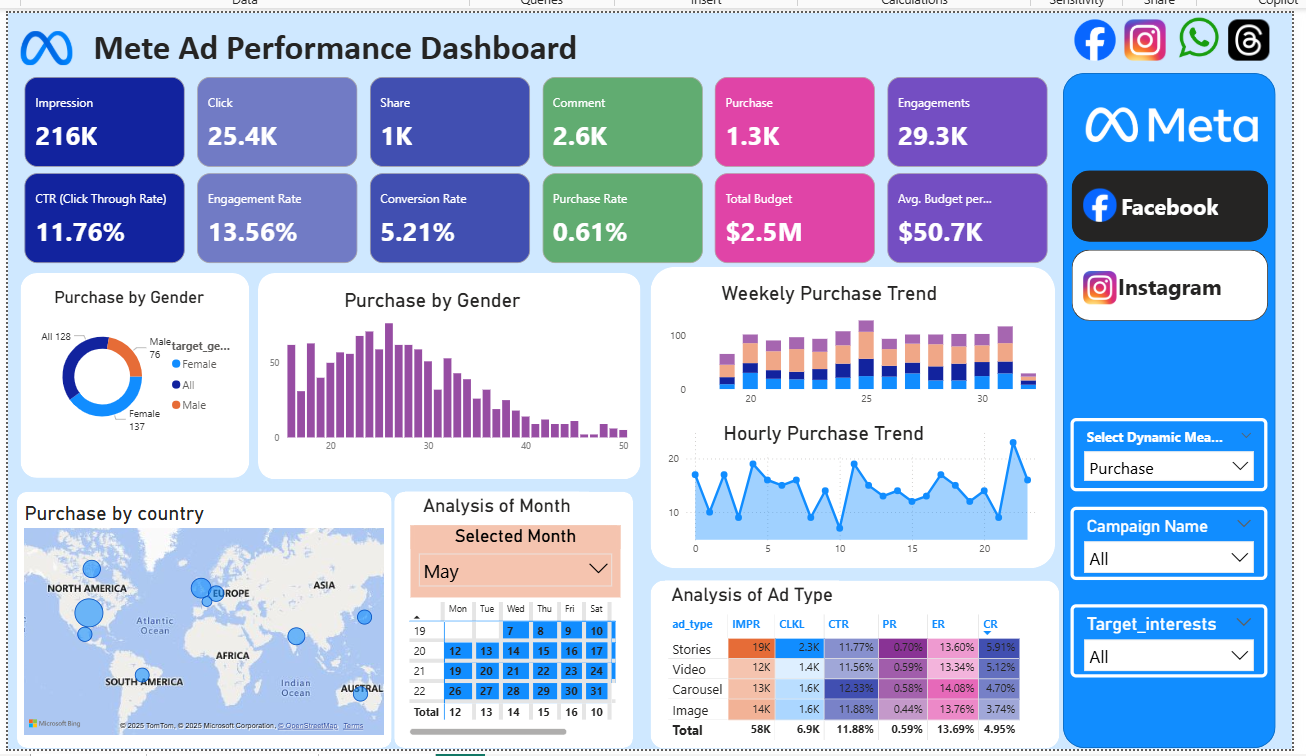 Data Queries Insert Calculations Sensitivity Share Copilot
Mete Ad Performance Dashboard
Impression
216K
Click
25.4K
Share
1K
Comment
2.6K
Purchase
1.3K
Engagements
29.3K
CTR (Click Through Rate)
11.76%
Engagement Rate
13.56%
Conversion Rate
5.21%
Purchase Rate
0.61%
Total Budget
$2.5M
Avg. Budget per...
$50.7K
Meta
Facebook
Instagram
Select Dynamic Mea...
Purchase
Campaign Name
All
Target_interests
All
Purchase by Gender
All 128
Male
76
Female
137
target_ge...
Female
All
Male
Purchase by Gender
50
0
20 30 40 50
Weekly Purchase Trend
100
0
20 25 30
Hourly Purchase Trend
20
10
0 5 10 15 20
Purchase by country
NORTH AMERICA
EUROPE
ASIA
Atlantic
Ocean
AFRICA
SOUTH AMERICA
Indian
Ocean
AUSTRAL
Microsoft Bing
© 2025 TomTom, © 2025 Microsoft Corporation, © OpenStreetMap Terms
Analysis of Month
Selected Month
May
Mon Tue Wed Thu Fri Sat
19 7 8 9 10
20 12 13 14 15 16 17
21 19 20 21 22 23 24
22 26 27 28 29 30 31
Total 12 13 14 15 16 10
Analysis of Ad Type
ad_type IMPR CLKL CTR PR ER CR
Stories 19K 2.3K 11.77% 0.70% 13.60% 5.91%
Video 12K 1.4K 11.56% 0.59% 13.34% 5.12%
Carousel 13K 1.6K 12.33% 0.58% 14.08% 4.70%
Image 14K 1.6K 11.88% 0.44% 13.76% 3.74%
Total 58K 6.9K 11.88% 0.59% 13.69% 4.95%